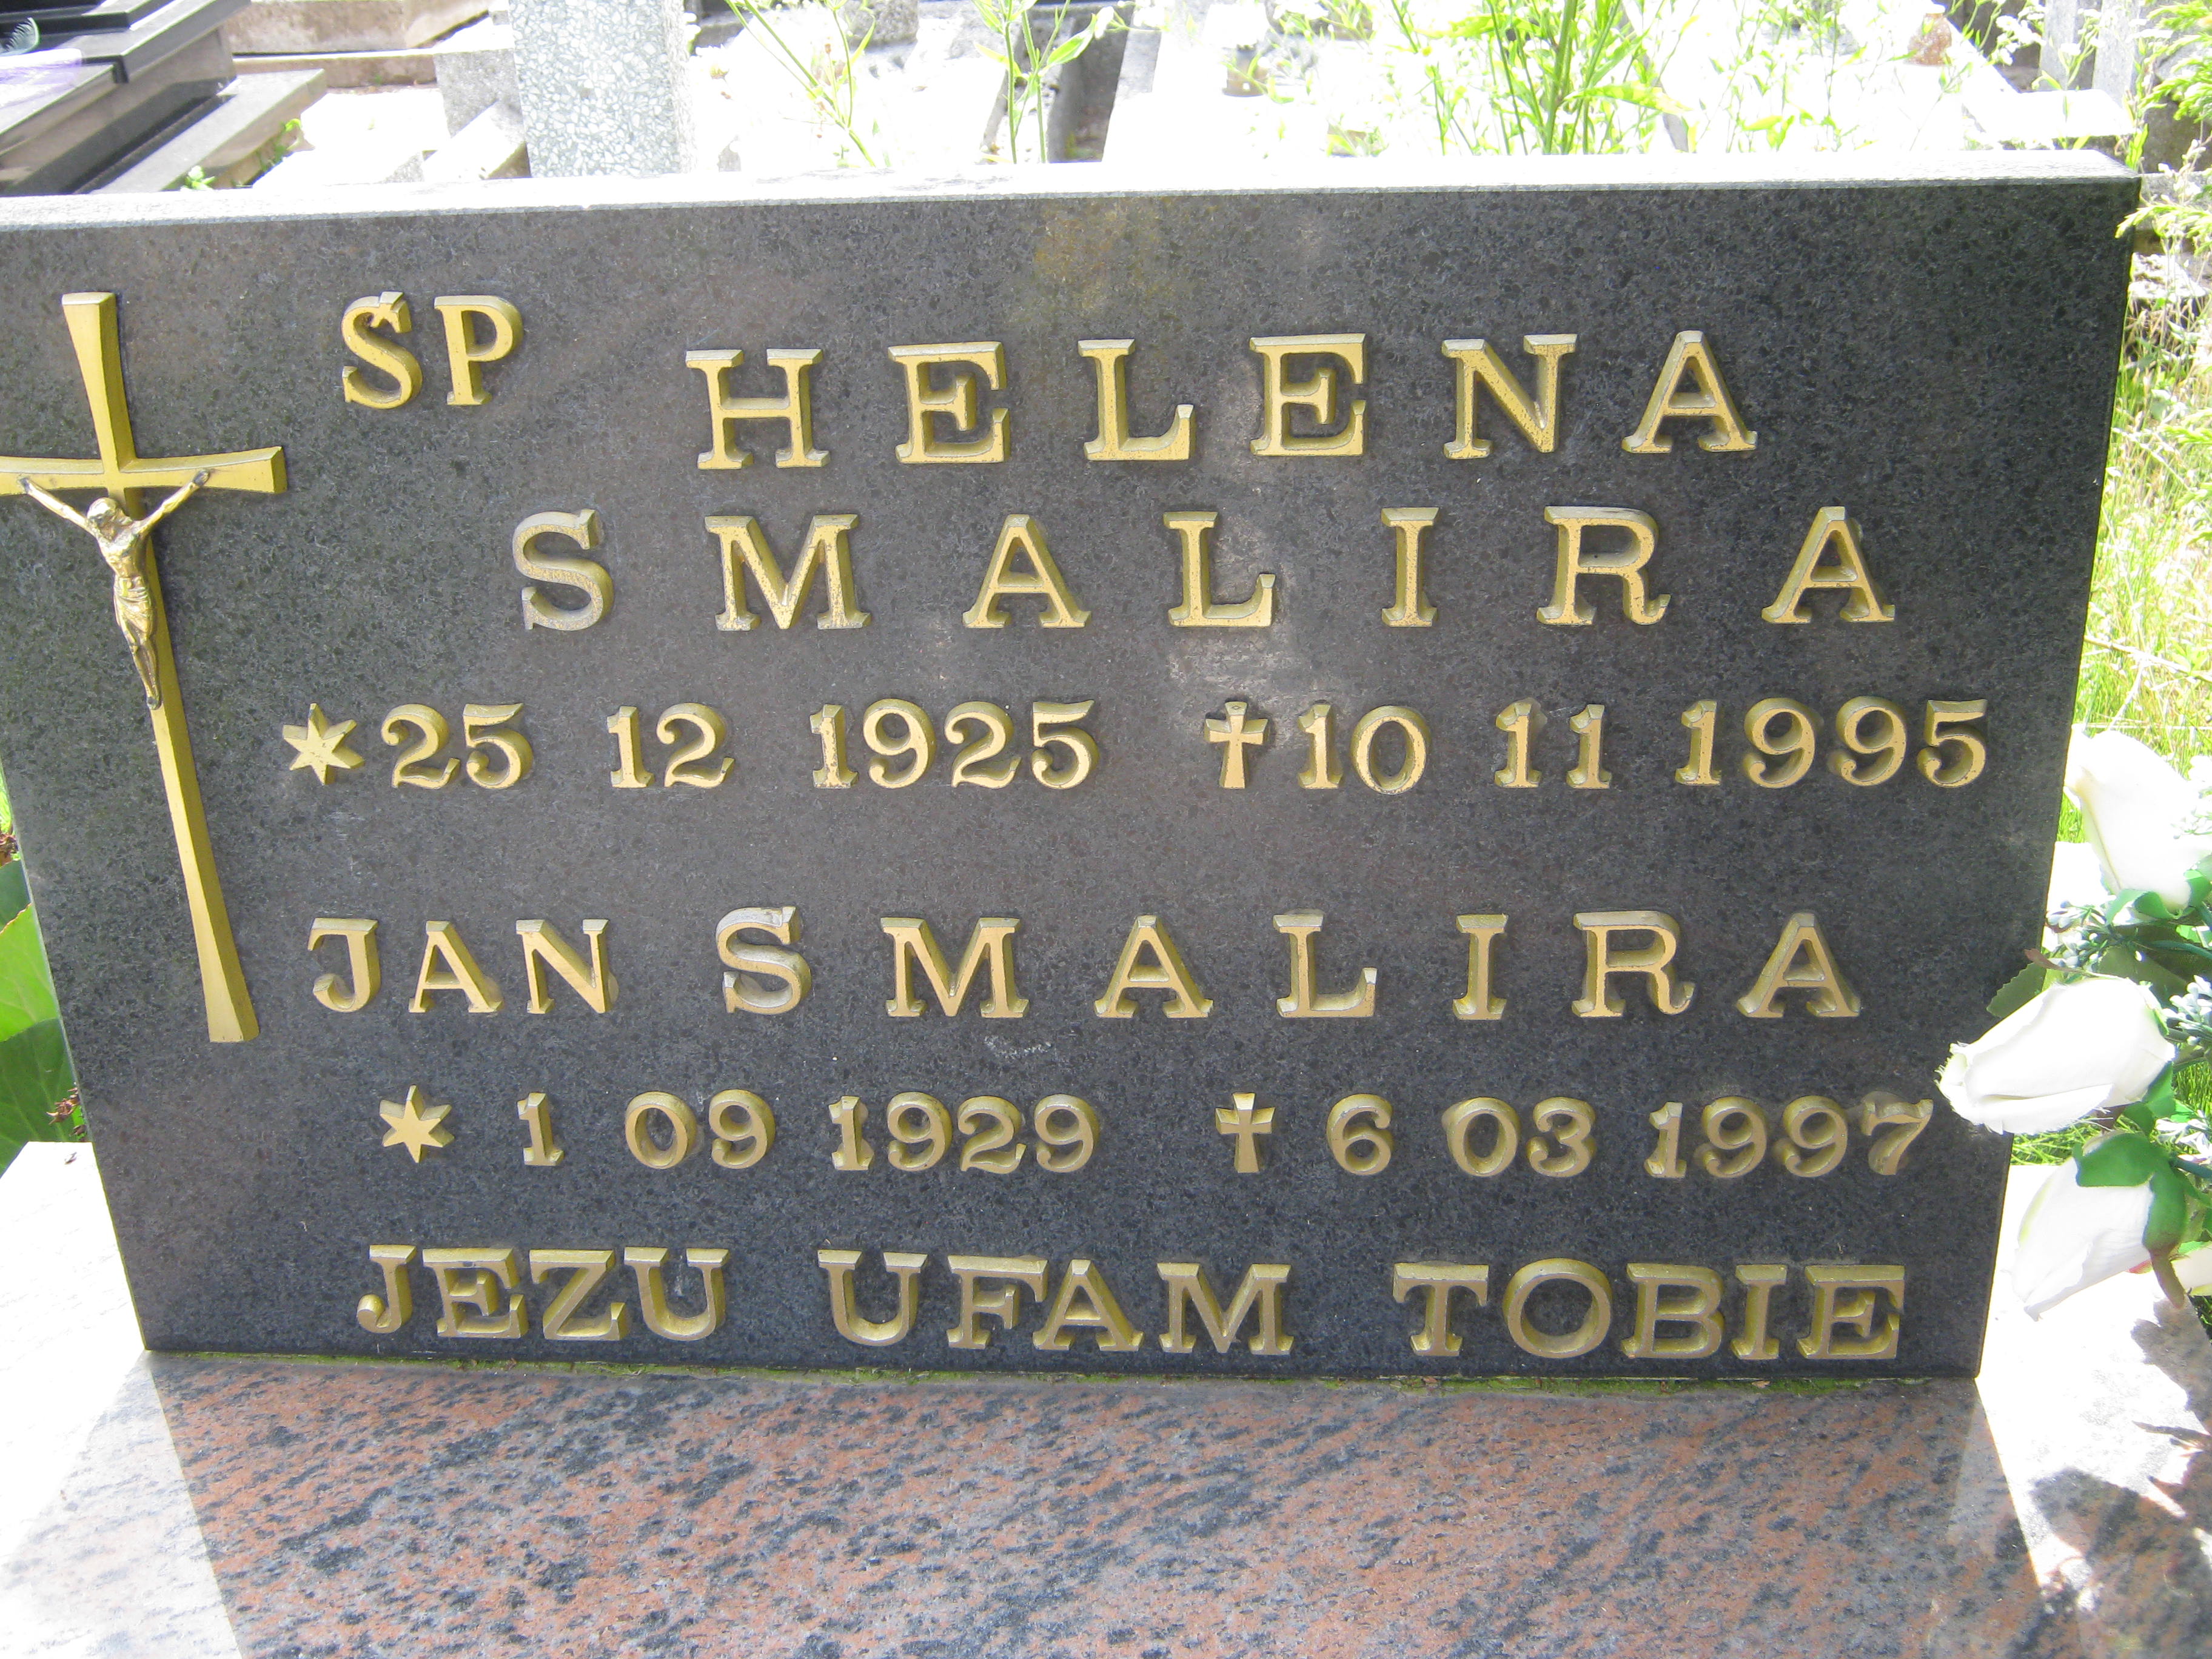 ŚP HELENA
SMALIRA
*25 12 1925 †10 11 1995
JAN SMALIRA
* 1 09 1929 † 6 03 1997
JEZU UFAM TOBIE